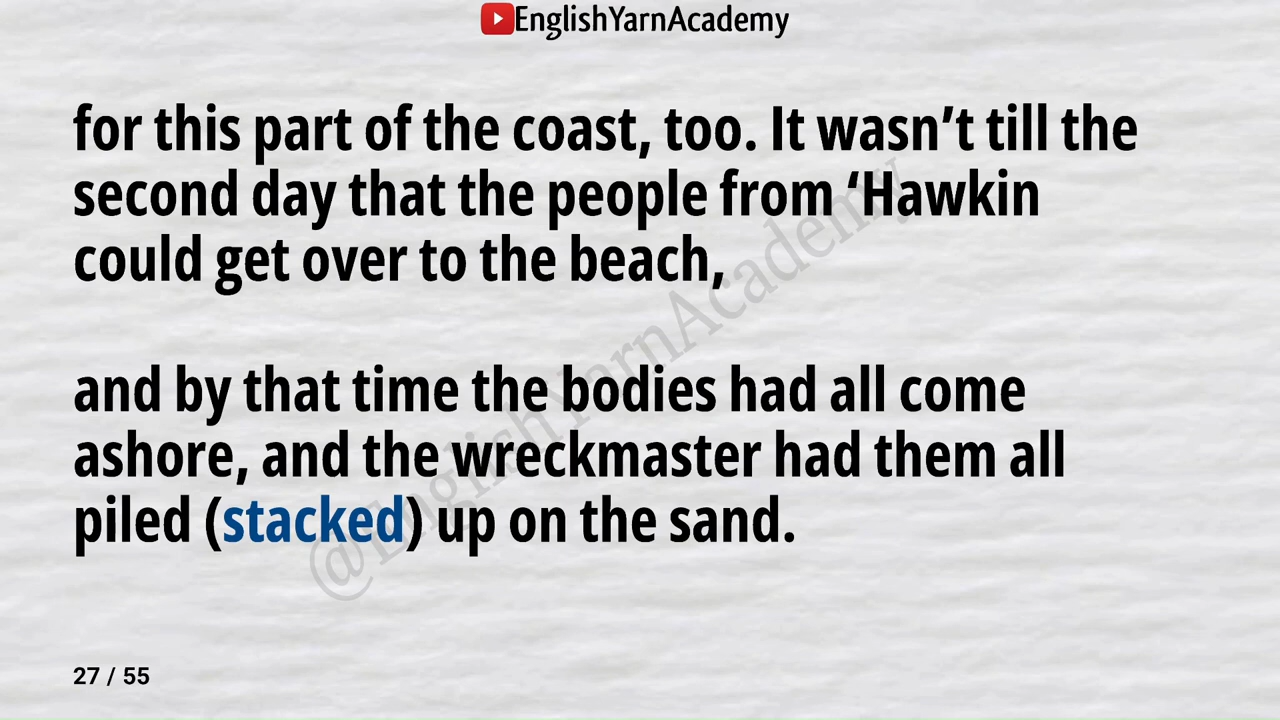 EnglishYarnAcademy
for this part of the coast, too. It wasn’t till the
second day that the people from ‘Hawkin
could get over to the beach,
and by that time the bodies had all come
ashore, and the wreckmaster had them all
piled (stacked) up on the sand.
@EnglishYarnAcademy
27 / 55